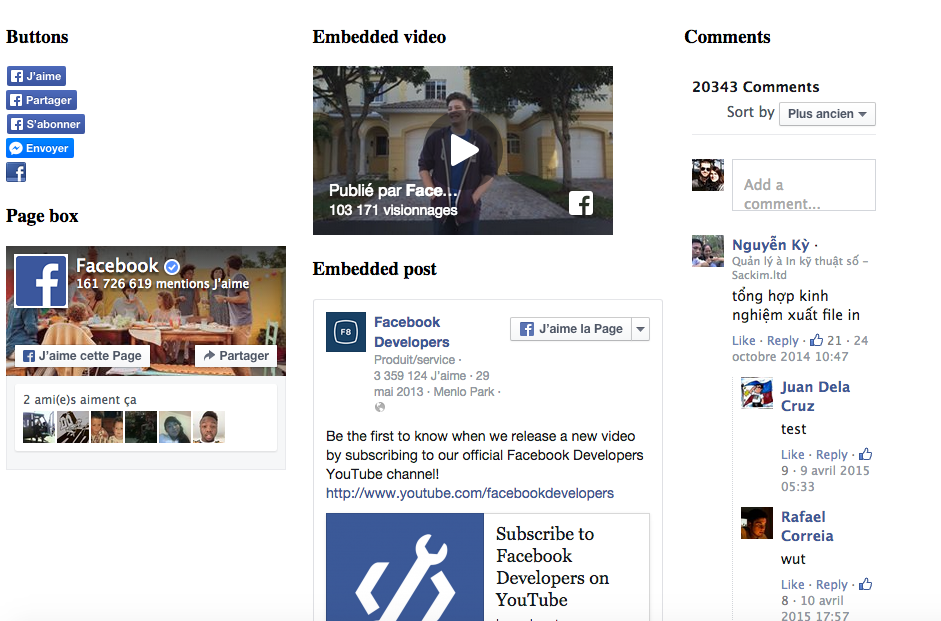 Buttons
J'aime
Partager
S'abonner
Envoyer
Page box
Facebook
161 726 619 mentions J'aime
J'aime cette Page
Partager
2 ami(e)s aiment ça
Embedded video
Publié par Face...
103 171 visionnages
Embedded post
F8
Facebook
Developers
J'aime la Page
Produit/service ·
3 359 124 J'aime · 29
mai 2013 · Menlo Park ·
Be the first to know when we release a new video
by subscribing to our official Facebook Developers
YouTube channel!
http://www.youtube.com/facebookdevelopers
Subscribe to
Facebook
Developers on
YouTube
Comments
20343 Comments
Sort by Plus ancien
Add a
comment...
Nguyễn Kỳ ·
Quản lý à In kỹ thuật số –
Sackim.ltd
tổng hợp kinh
nghiệm xuất file in
Like · Reply · 21 · 24
octobre 2014 10:47
Juan Dela
Cruz
test
Like · Reply ·
9 · 9 avril 2015
05:33
Rafael
Correia
wut
Like · Reply ·
8 · 10 avril
2015 17:57